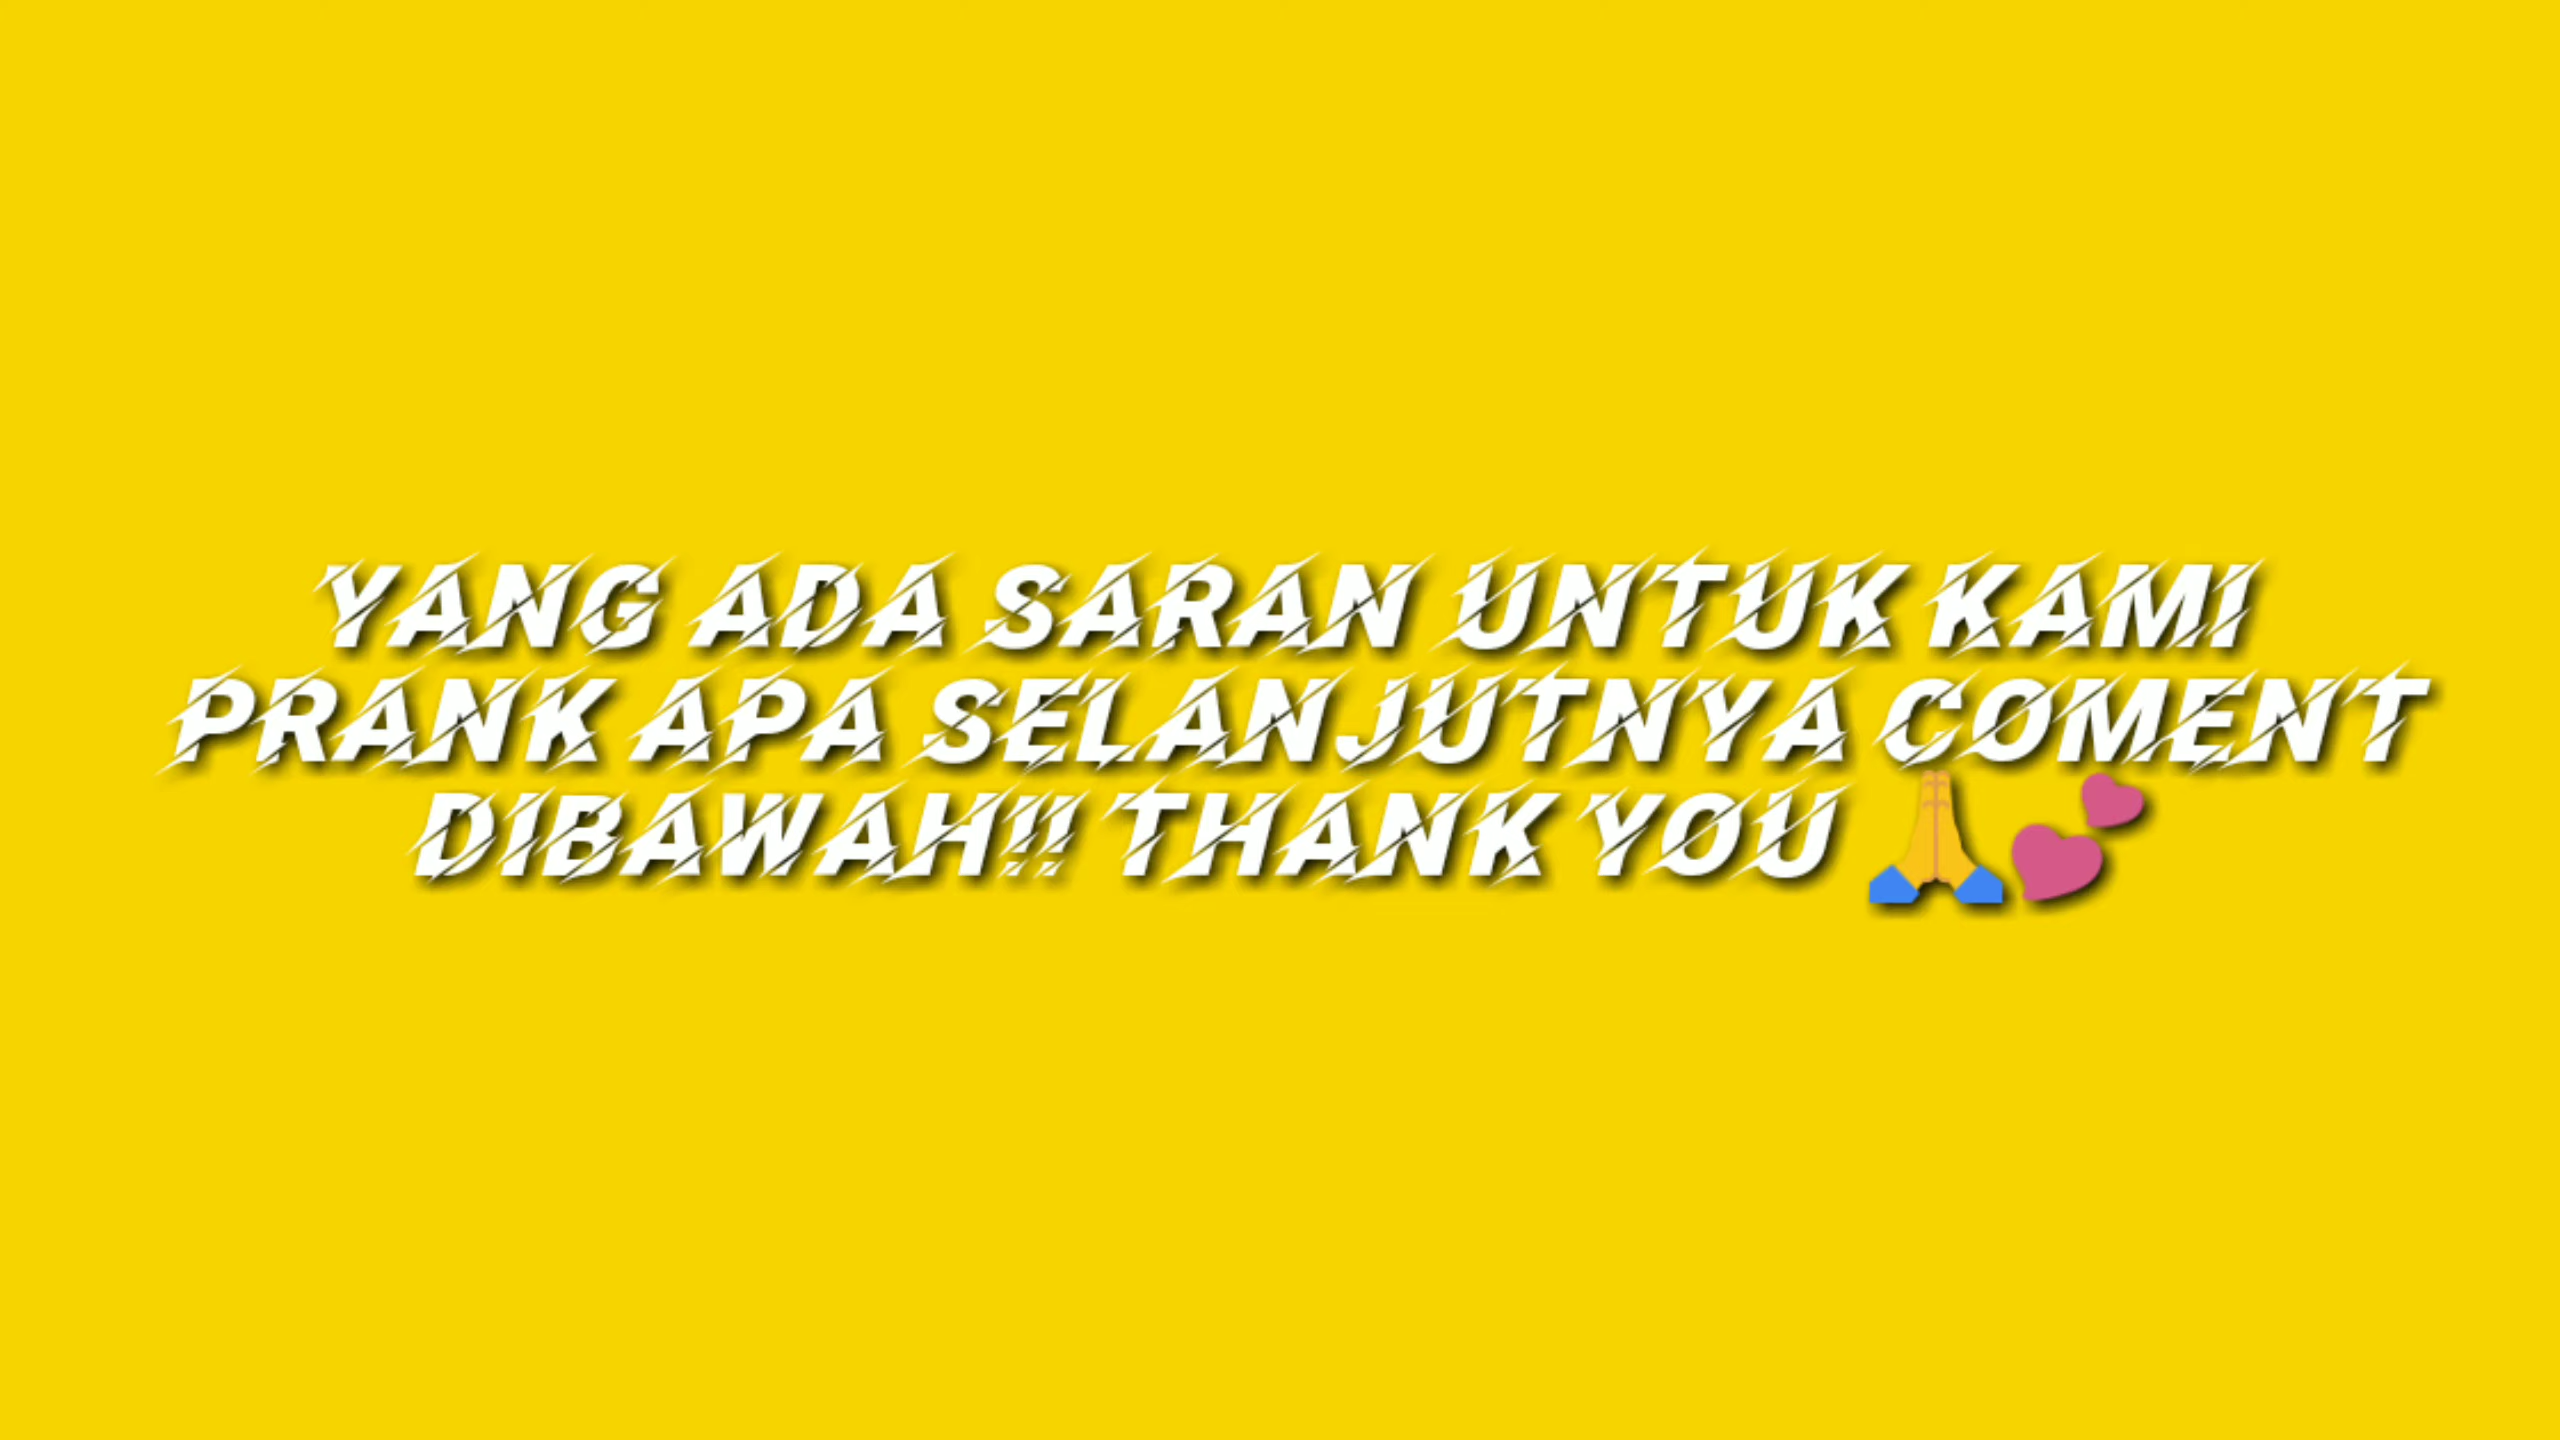 YANG ADA SARAN UNTUK KAMI
PRANK APA SELANJUTNYA COMENT
DIBAWAH!! THANK YOU 🙏💕